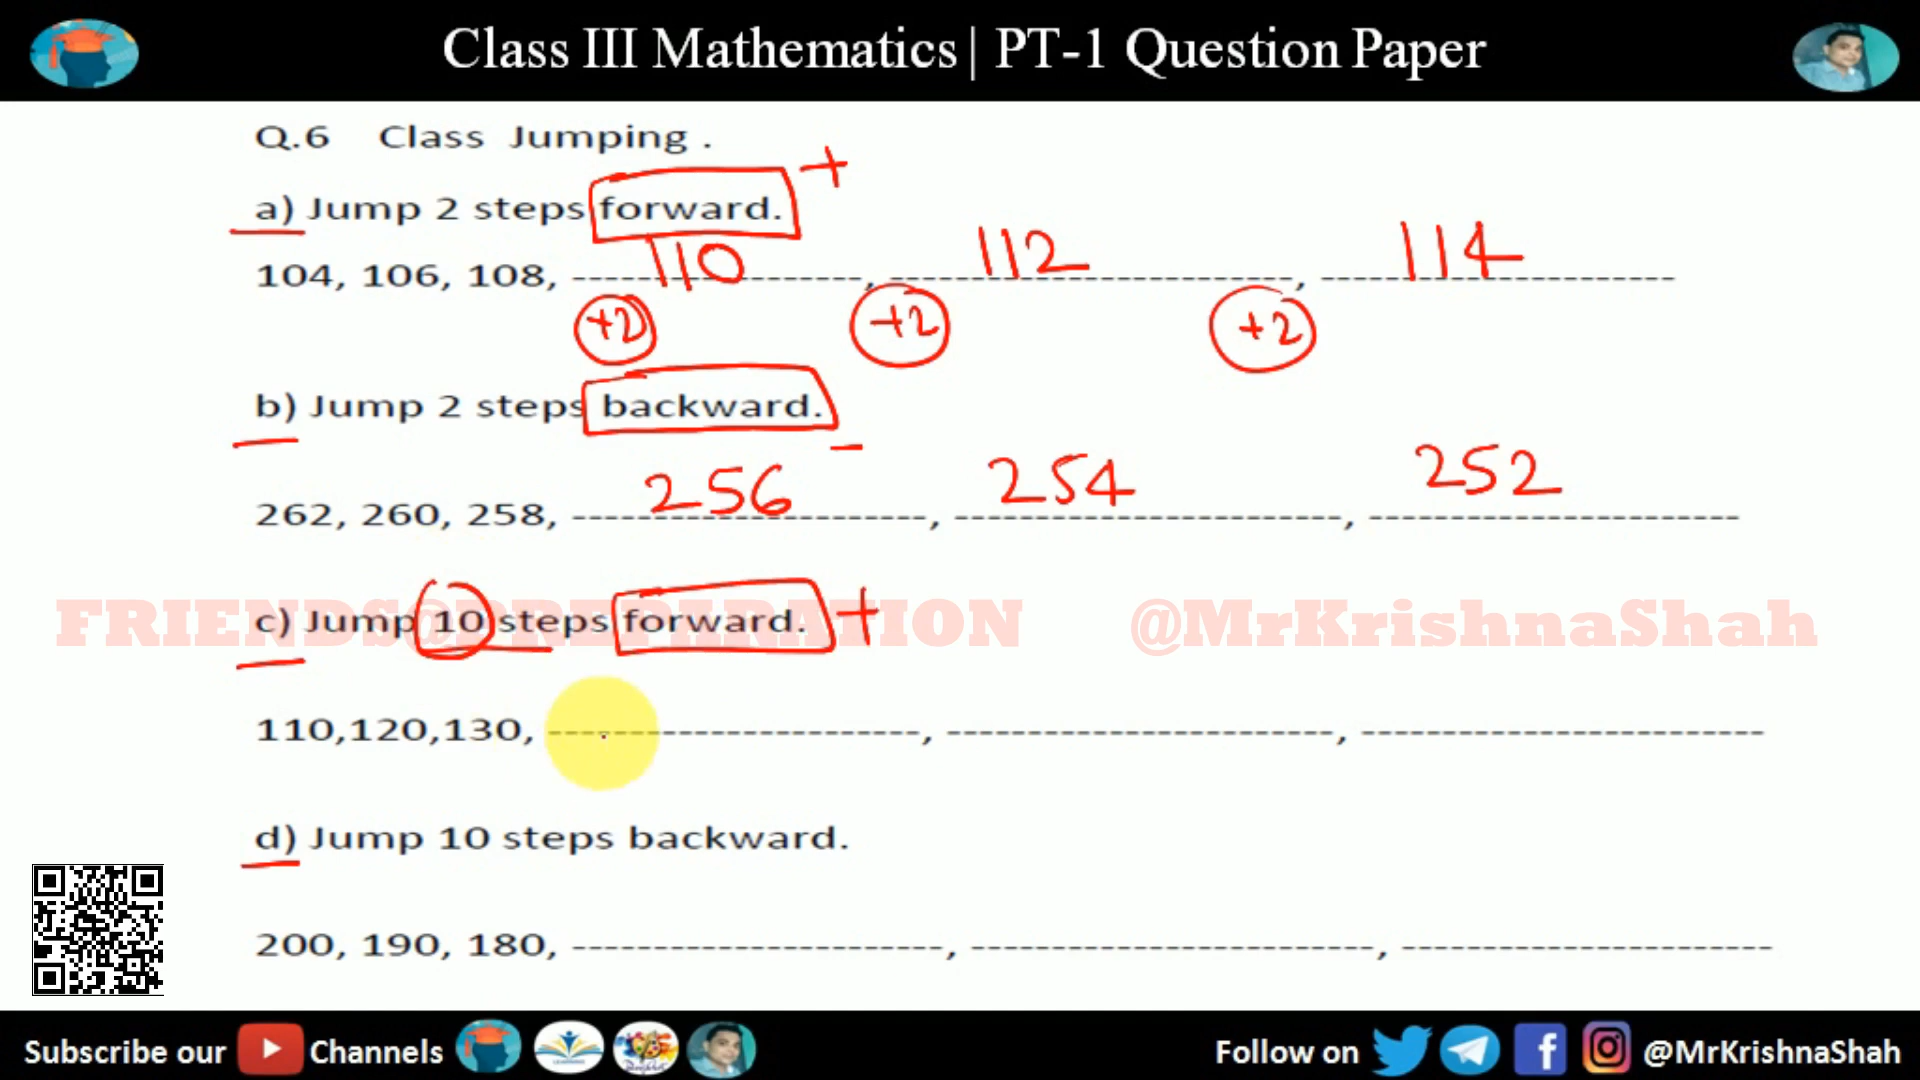 Class III Mathematics | PT-1 Question Paper
Q.6 Class Jumping .
a) Jump 2 steps forward. +
104, 106, 108, ---110---, ---112---, ---114---
+2 +2 +2
b) Jump 2 steps backward. -
262, 260, 258, ---256---, ---254---, ---252---
c) Jump 10 steps forward. +
FRIENDS@PREPARATION @MrKrishnaShah
110,120,130, ------, ------, ------
d) Jump 10 steps backward.
200, 190, 180, ------, ------, ------
Subscribe our Channels Follow on @MrKrishnaShah